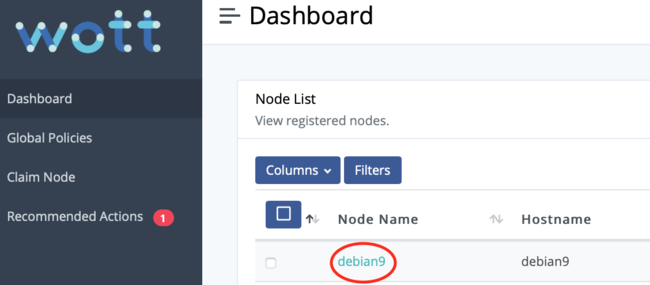 wott
Dashboard
Dashboard
Global Policies
Claim Node
Recommended Actions 1
Node List
View registered nodes.
Columns Filters
Node Name Hostname
debian9 debian9